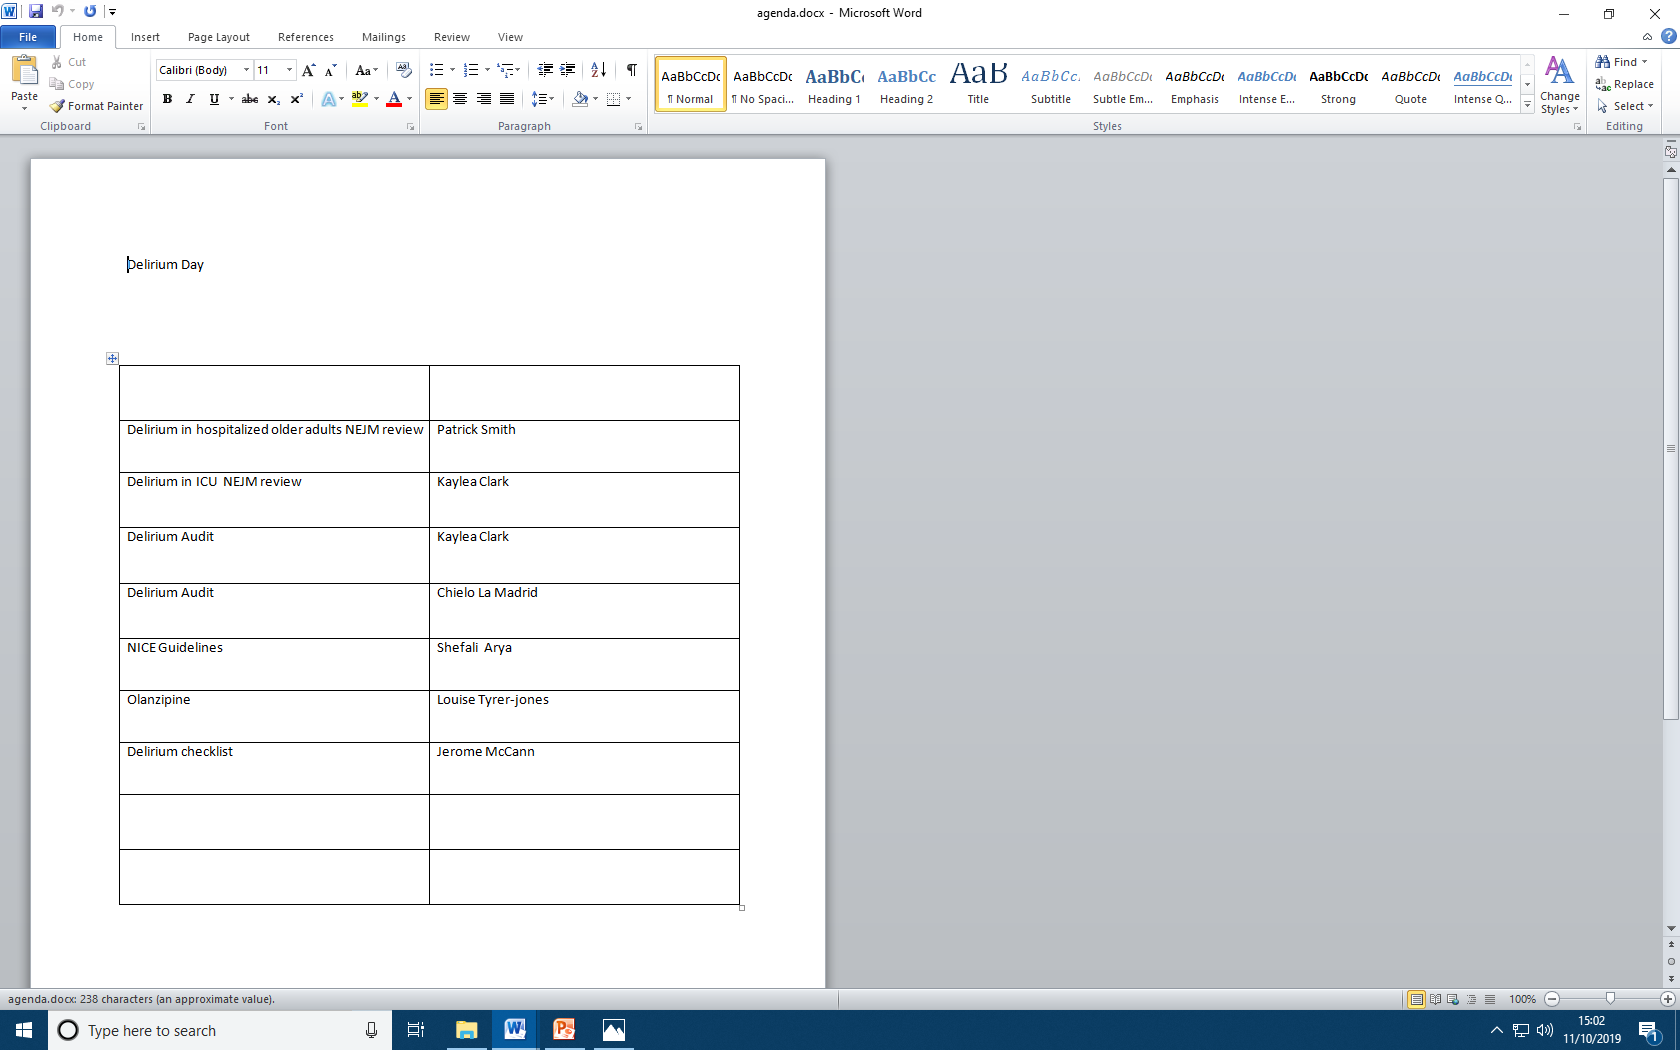 agenda.docx - Microsoft Word
File Home Insert Page Layout References Mailings Review View
Paste
Cut
Copy
Format Painter
Clipboard
Calibri (Body) 11
Font
Paragraph
AaBbCcDc AaBbCcDc AaBbCc AaBbCc AaB AaBbCc. AaBbCcDc AaBbCcDc AaBbCcDc AaBbCcDc AaBbCcDc AaBbCcDc
¶ Normal ¶ No Spaci... Heading 1 Heading 2 Title Subtitle Subtle Em... Emphasis Intense E... Strong Quote Intense Q...
Styles
Change Styles
Find
Replace
Select
Editing
Delirium Day
Delirium in hospitalized older adults NEJM review Patrick Smith
Delirium in ICU NEJM review Kaylea Clark
Delirium Audit Kaylea Clark
Delirium Audit Chielo La Madrid
NICE Guidelines Shefali Arya
Olanzipine Louise Tyrer-jones
Delirium checklist Jerome McCann
agenda.docx: 238 characters (an approximate value).
100%
Type here to search
15:02
11/10/2019
1